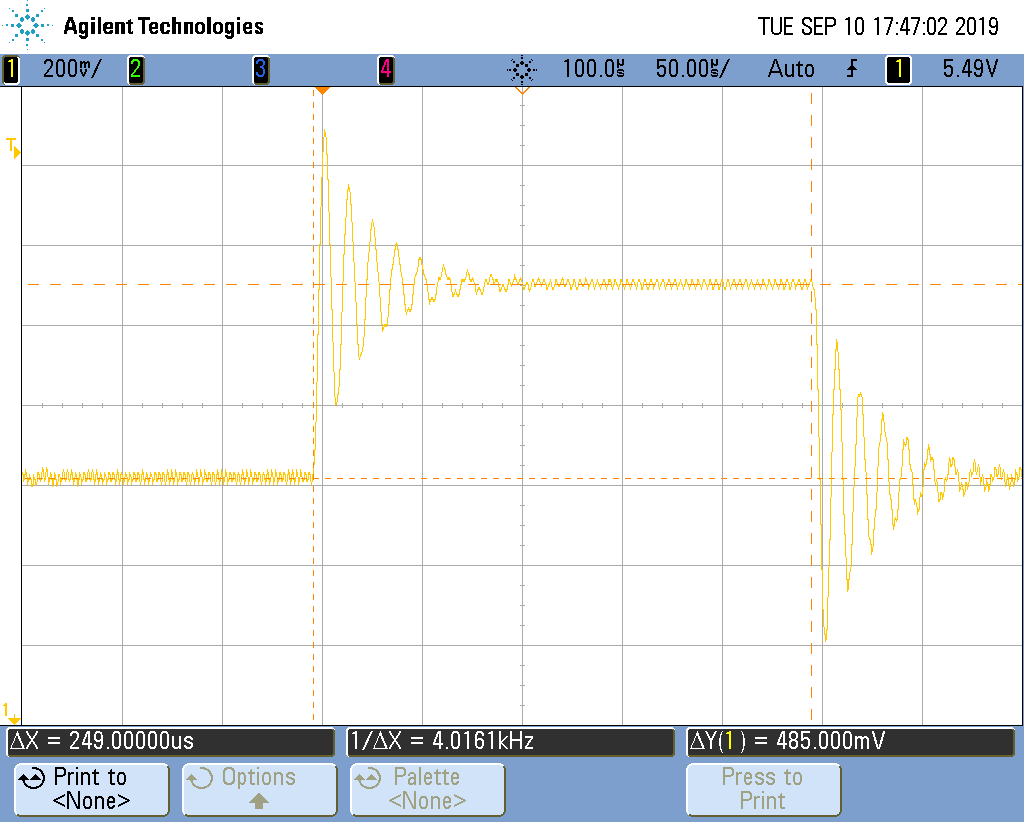 Agilent Technologies TUE SEP 10 17:47:02 2019
1 200mV/ 2 3 4 100.0µs 50.00µs/ Auto 1 5.49V
T
1
ΔX = 249.00000us 1/ΔX = 4.0161kHz ΔY(1) = 485.000mV
Print to Options Palette Press to
<None> <None> Print